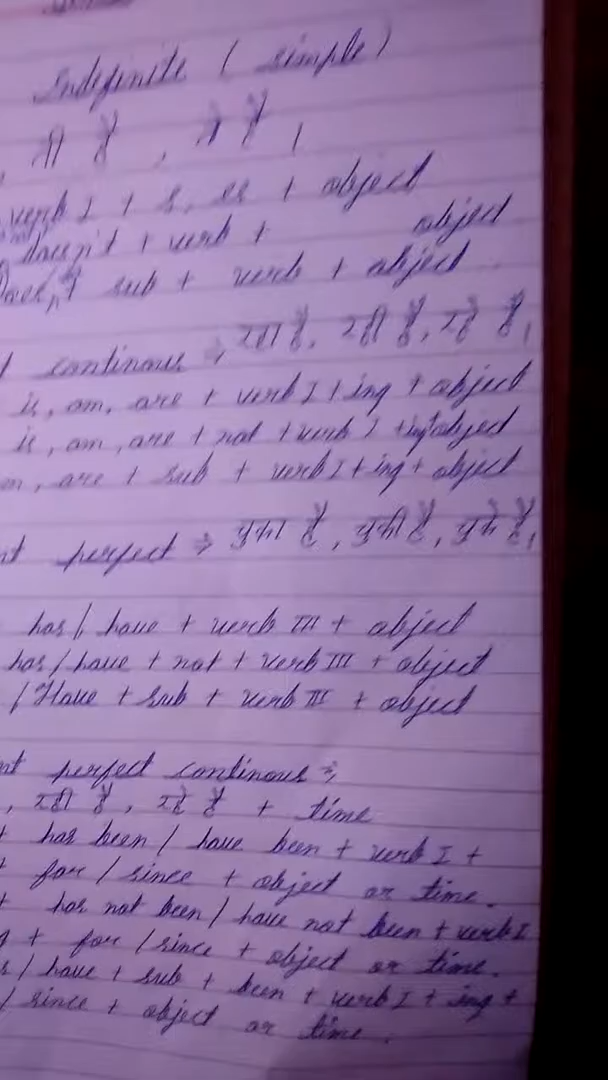 Indefinite ( simple )
ती है , ते है ।
verb I + s, es + object
doesn't + verb + object
sub + verb + object .
continous ⇒ रहा है, रही है, रहे है ।
is, am, are + verb I + ing + object
is, am, are + not + verb I + ing + object
are + sub + verb I + ing + object
perfect ⇒ चुका है, चुकी है, चुके है ।
has / have + verb III + object
has / have + not + verb III + object
/ Have + sub + verb III + object
perfect continous ⇒
, रही है, रहे है + time
+ has been / have been + verb I +
+ for / since + object or time.
+ has not been / have not been + verb I
+ for / since + object or time.
/ have + sub + been + verb I + ing +
/ since + object or time .